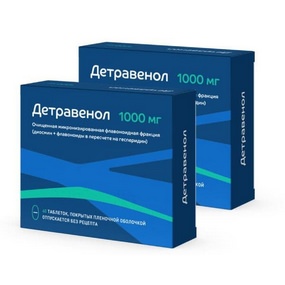 Детравенол 1000 мг
фракция
Детравенол 1000 мг
Очищенная микронизированная флавоноидная фракция
(диосмин + флавоноиды в пересчете на гесперидин)
ТАБЛЕТОК, ПОКРЫТЫХ ПЛЕНОЧНОЙ ОБОЛОЧКОЙ
ОТПУСКАЕТСЯ БЕЗ РЕЦЕПТА